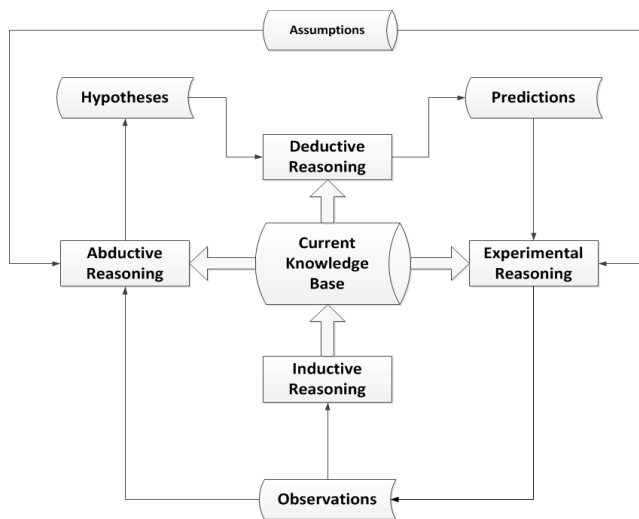 Assumptions
Hypotheses
Predictions
Deductive
Reasoning
Abductive
Reasoning
Current
Knowledge
Base
Experimental
Reasoning
Inductive
Reasoning
Observations